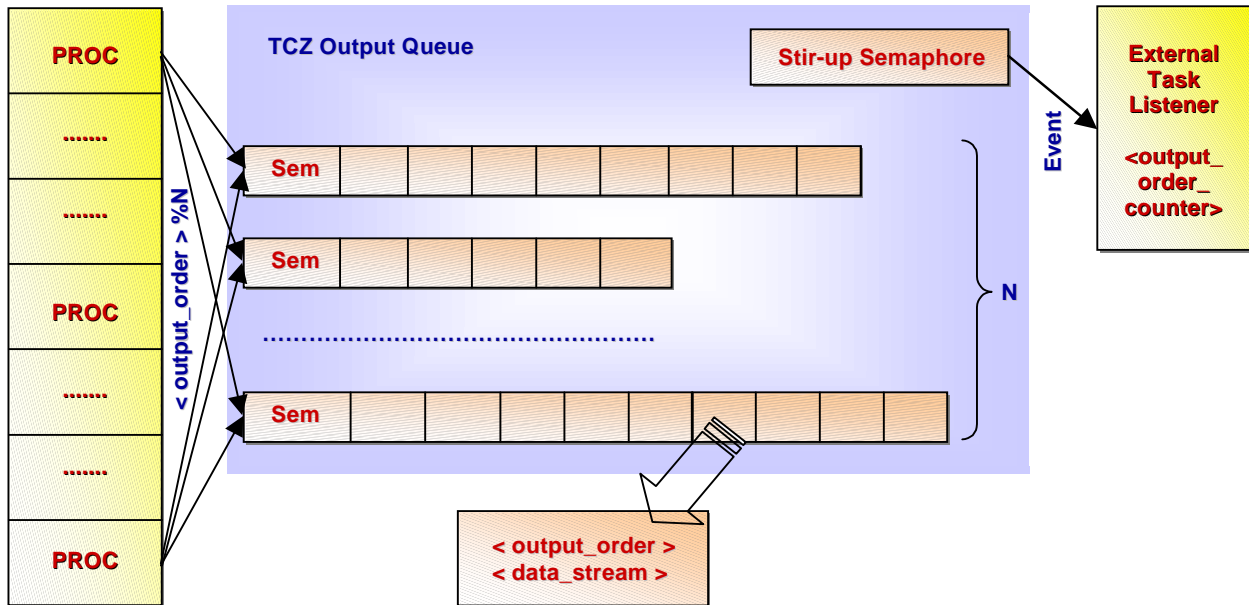 PROC
.......
.......
PROC
.......
.......
PROC
< output_order > %N
TCZ Output Queue
Stir-up Semaphore
Sem
Sem
..................................................
Sem
N
Event
External
Task
Listener
<output_
order_
counter>
< output_order >
< data_stream >